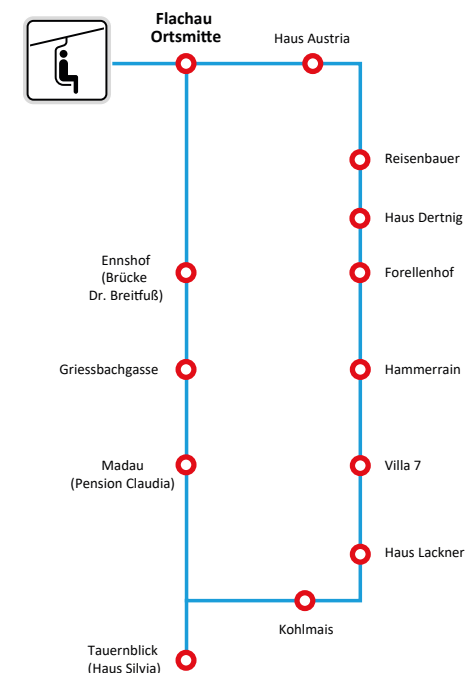 Flachau
Ortsmitte
Haus Austria
Reisenbauer
Haus Dertnig
Ennshof
(Brücke
Dr. Breitfuß)
Forellenhof
Griessbachgasse
Hammerrain
Madau
(Pension Claudia)
Villa 7
Haus Lackner
Kohlmais
Tauernblick
(Haus Silvia)